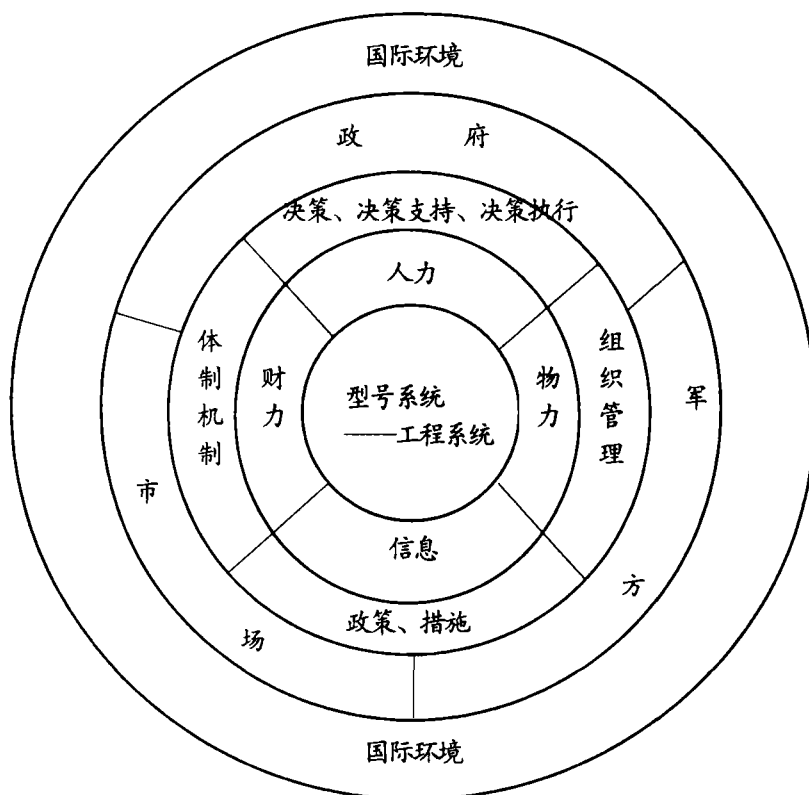 国际环境
政府
决策、决策支持、决策执行
人力
体制机制
财力
型号系统
——工程系统
物力
组织管理
军方
市场
信息
政策、措施
国际环境